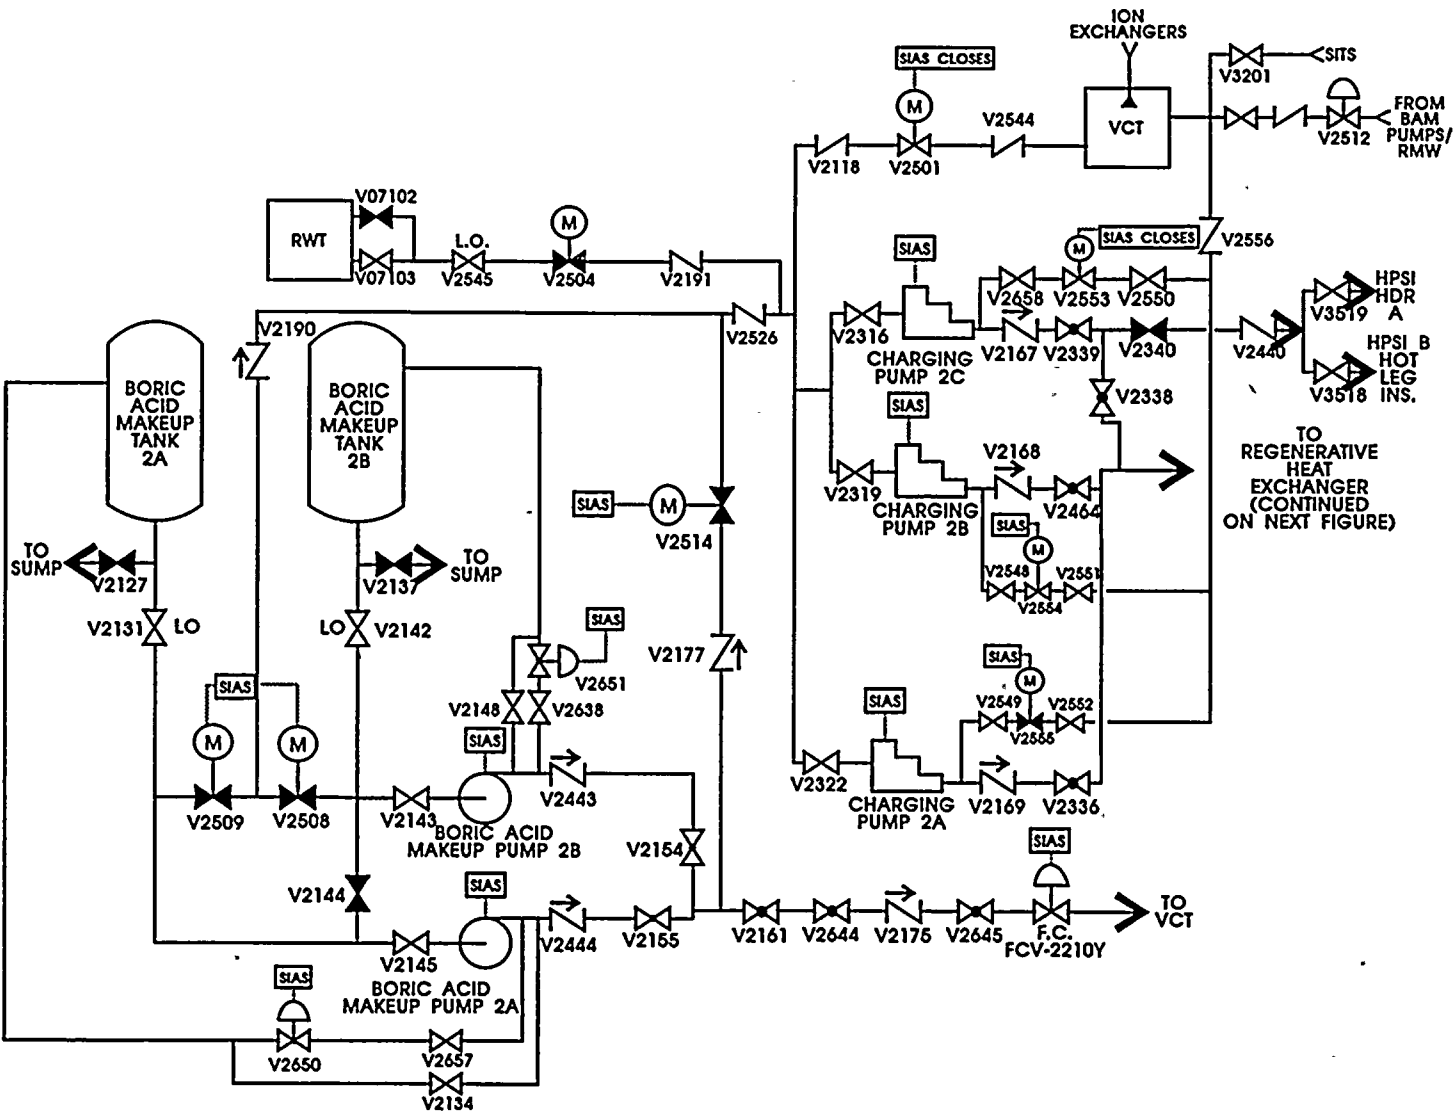 ION
EXCHANGERS
SIAS CLOSES
M
V2544
VCT
V2118
V2501
V3201
SITS
V2512
FROM
BAM
PUMPS/
RMW
V2556
V07102
RWT
V07103
L.O.
V2545
M
V2504
V2191
V2526
V2190
SIAS
M
SIAS CLOSES
V2658
V2553
V2550
V2316
CHARGING
PUMP 2C
V2167
V2339
V2340
V2440
V3519
HPSI
HDR
A
V3518
HPSI B
HOT
LEG
INS.
V2338
BORIC
ACID
MAKEUP
TANK
2A
BORIC
ACID
MAKEUP
TANK
2B
SIAS
V2319
CHARGING
PUMP 2B
V2168
V2464
SIAS
M
V2548
V2554
V2551
TO
REGENERATIVE
HEAT
EXCHANGER
(CONTINUED
ON NEXT FIGURE)
SIAS
M
V2514
TO
SUMP
V2127
V2137
TO
SUMP
V2131
LO
LO
V2142
SIAS
V2651
V2148
V2638
V2177
SIAS
M
V2549
V2555
V2552
SIAS
V2322
CHARGING
PUMP 2A
V2169
V2336
SIAS
M
M
V2509
V2508
V2143
SIAS
V2443
BORIC ACID
MAKEUP PUMP 2B
V2154
V2144
SIAS
V2444
V2155
V2161
V2644
V2175
V2645
SIAS
F.C.
FCV-2210Y
TO
VCT
V2145
BORIC ACID
MAKEUP PUMP 2A
SIAS
V2650
V2657
V2134